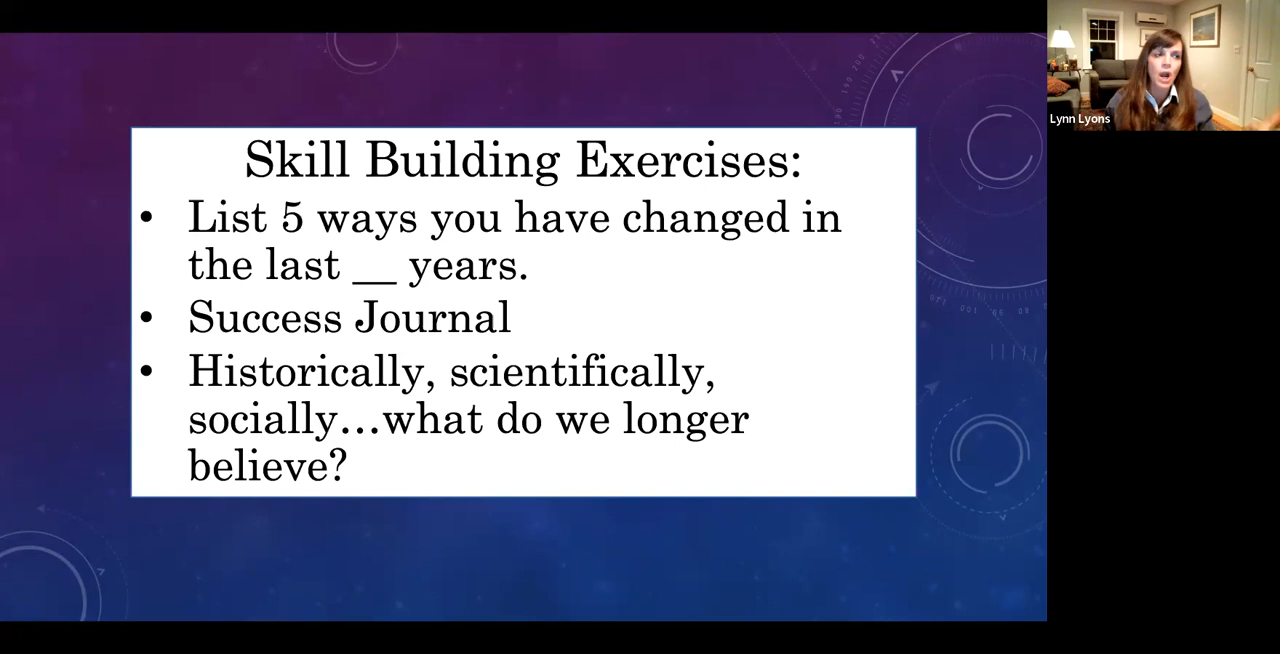 Skill Building Exercises:
• List 5 ways you have changed in
the last __ years.
• Success Journal
• Historically, scientifically,
socially...what do we longer
believe?
Lynn Lyons